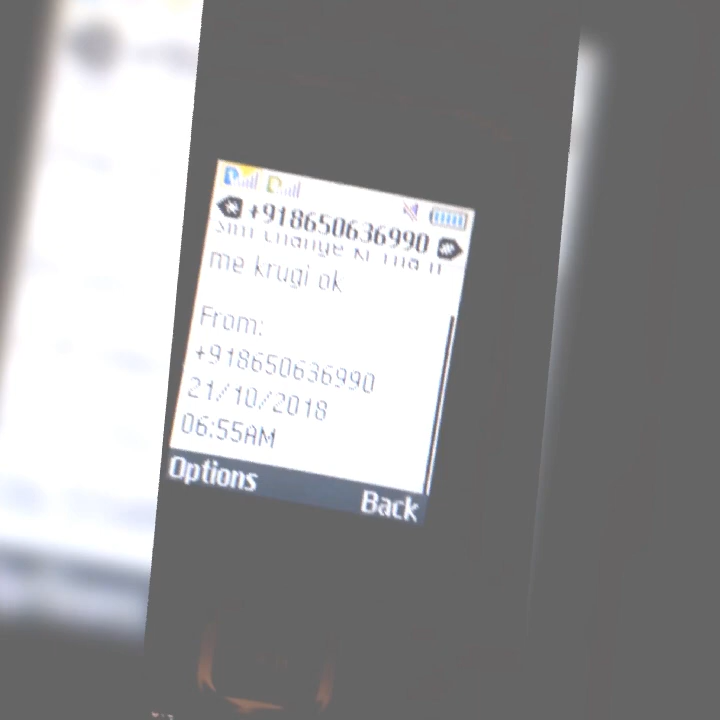 +918650636990
me krugi ok
From:
+918650636990
21/10/2018
06:55AM
Options
Back